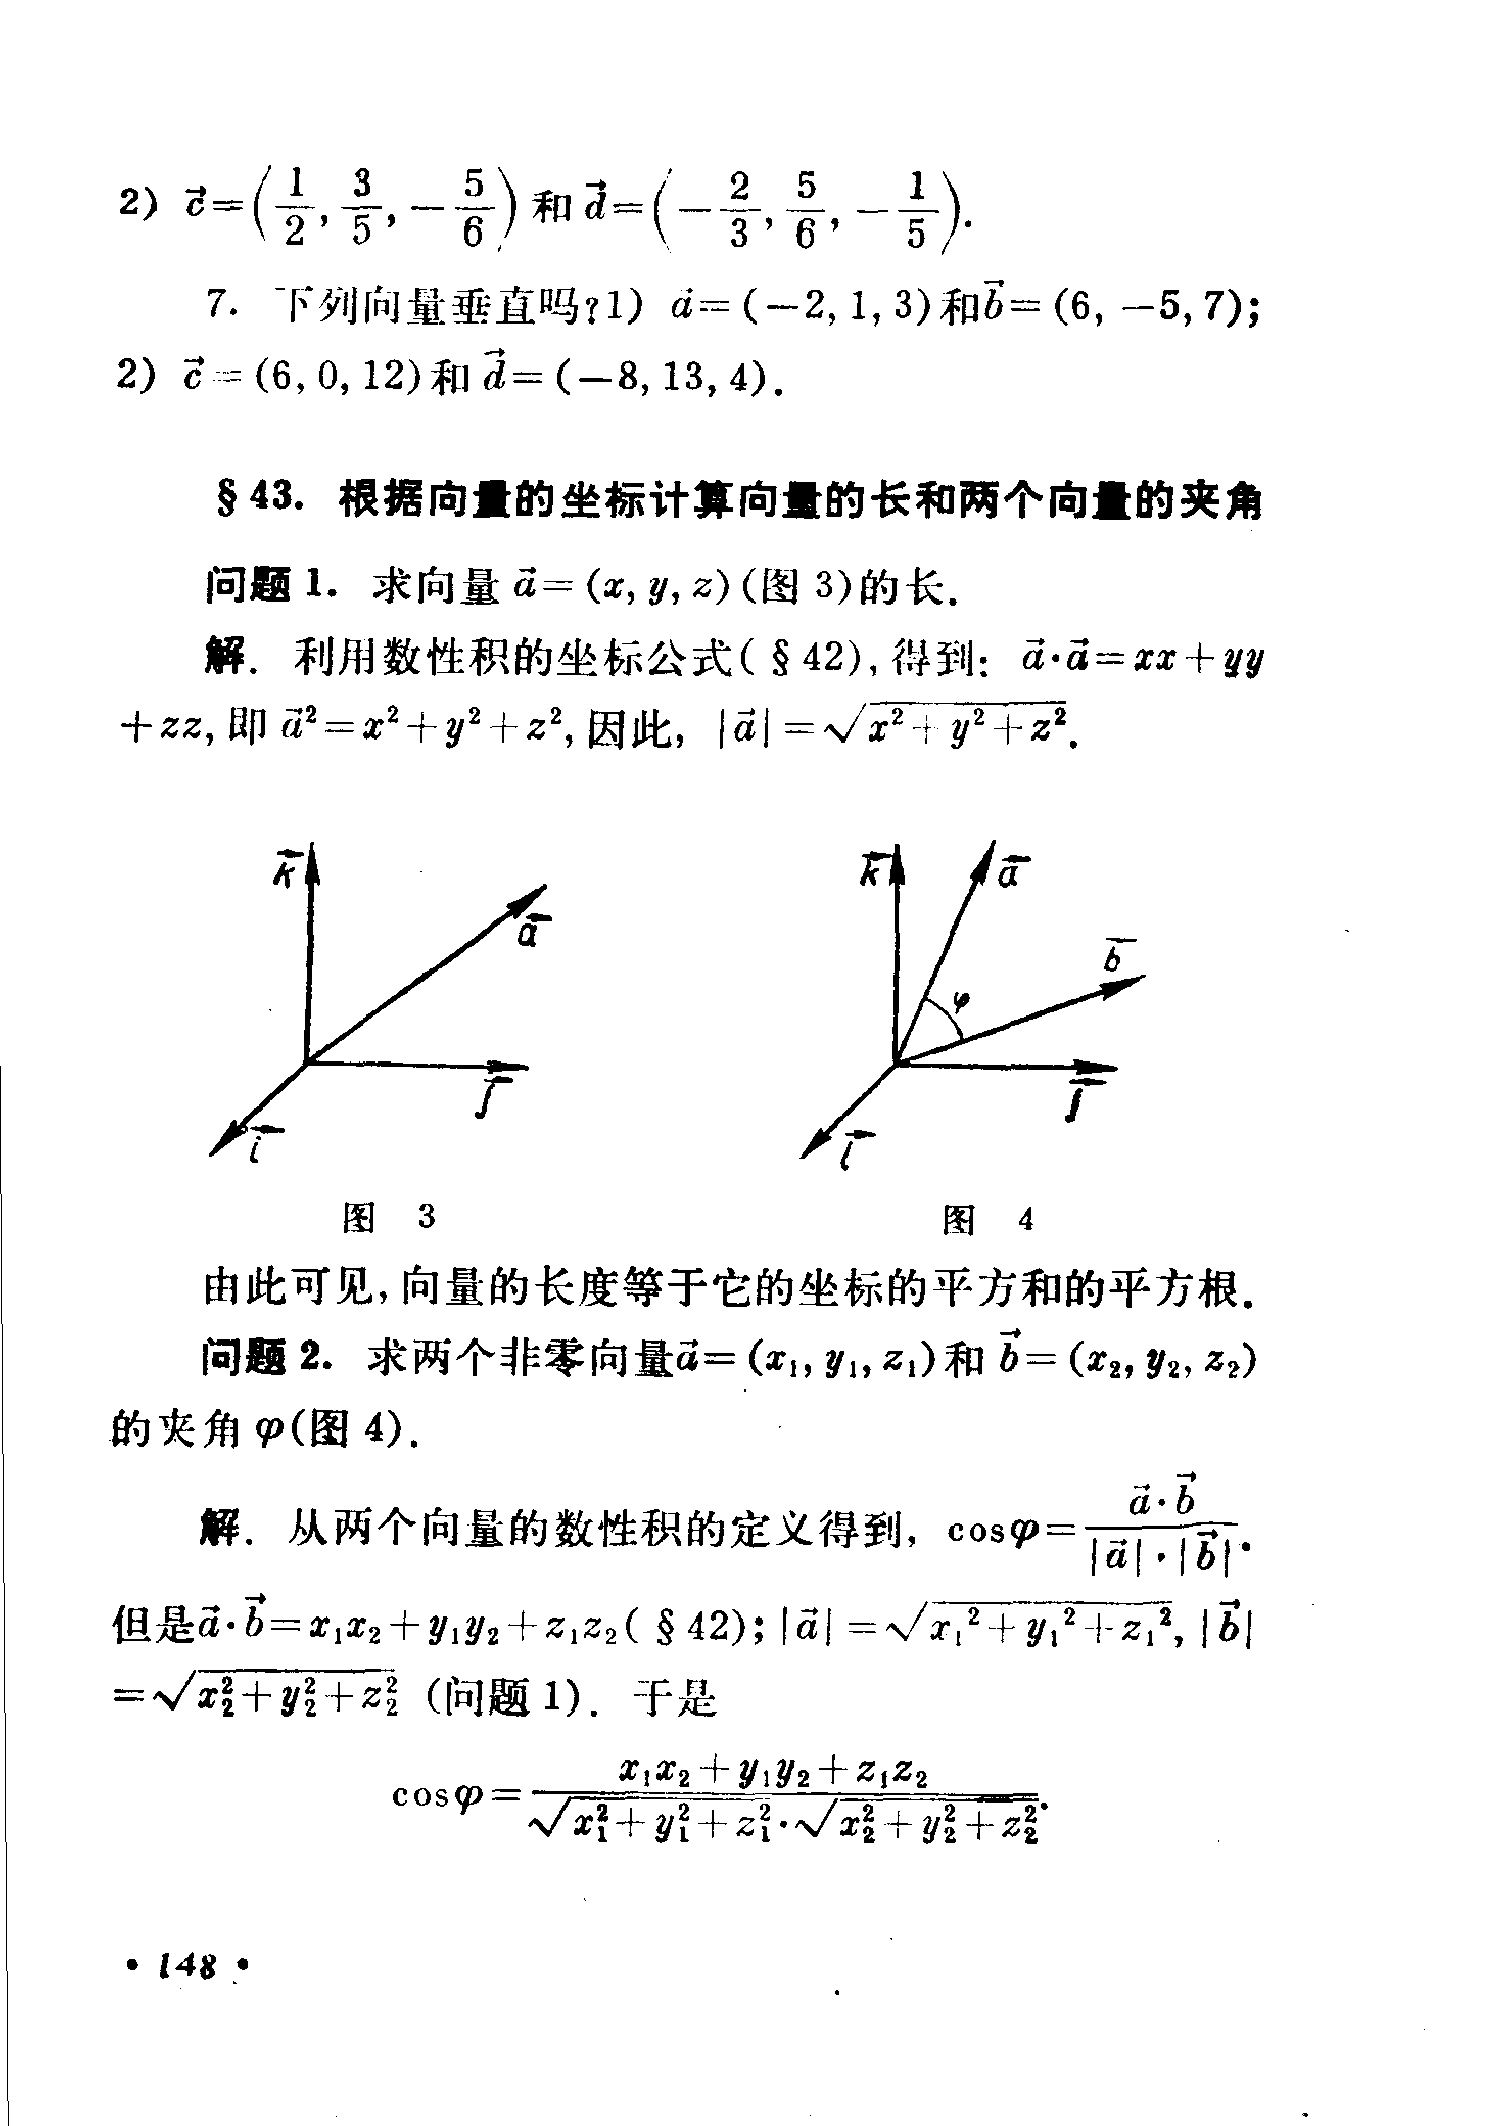 2) $\vec{c}=\left(\frac{1}{2},\frac{3}{5},-\frac{5}{6}\right)$和$\vec{d}=\left(-\frac{2}{3},\frac{5}{6},-\frac{1}{5}\right)$.
7. 下列向量垂直吗?1) $\vec{a}=(-2,1,3)$和$\vec{b}=(6,-5,7)$;
2) $\vec{c}=(6,0,12)$和$\vec{d}=(-8,13,4)$.
§43. 根据向量的坐标计算向量的长和两个向量的夹角
问题1. 求向量 $\vec{a}=(x,y,z)$(图 3)的长.
解. 利用数性积的坐标公式(§42),得到: $\vec{a}\cdot\vec{a}=xx+yy$
$+zz$,即 $\vec{a}^2=x^2+y^2+z^2$,因此, $|\vec{a}|=\sqrt{x^2+y^2+z^2}$.
$\vec{k}$ $\vec{a}$ $\vec{j}$ $\vec{i}$
$\vec{k}$ $\vec{a}$ $\overline{b}$ φ $\vec{j}$ $\vec{i}$
图 3 图 4
由此可见,向量的长度等于它的坐标的平方和的平方根.
问题2. 求两个非零向量$\vec{a}=(x_1,y_1,z_1)$和 $\vec{b}=(x_2,y_2,z_2)$
的夹角 φ(图 4).
解. 从两个向量的数性积的定义得到, $\cos\varphi=\frac{\vec{a}\cdot\vec{b}}{|\vec{a}|\cdot|\vec{b}|}$.
但是$\vec{a}\cdot\vec{b}=x_1x_2+y_1y_2+z_1z_2$(§42); $|\vec{a}|=\sqrt{x_1^2+y_1^2+z_1^2}$, $|\vec{b}|$
$=\sqrt{x_2^2+y_2^2+z_2^2}$ (问题1). 于是
$\cos\varphi=\frac{x_1x_2+y_1y_2+z_1z_2}{\sqrt{x_1^2+y_1^2+z_1^2}\cdot\sqrt{x_2^2+y_2^2+z_2^2}}$.
• 148 •